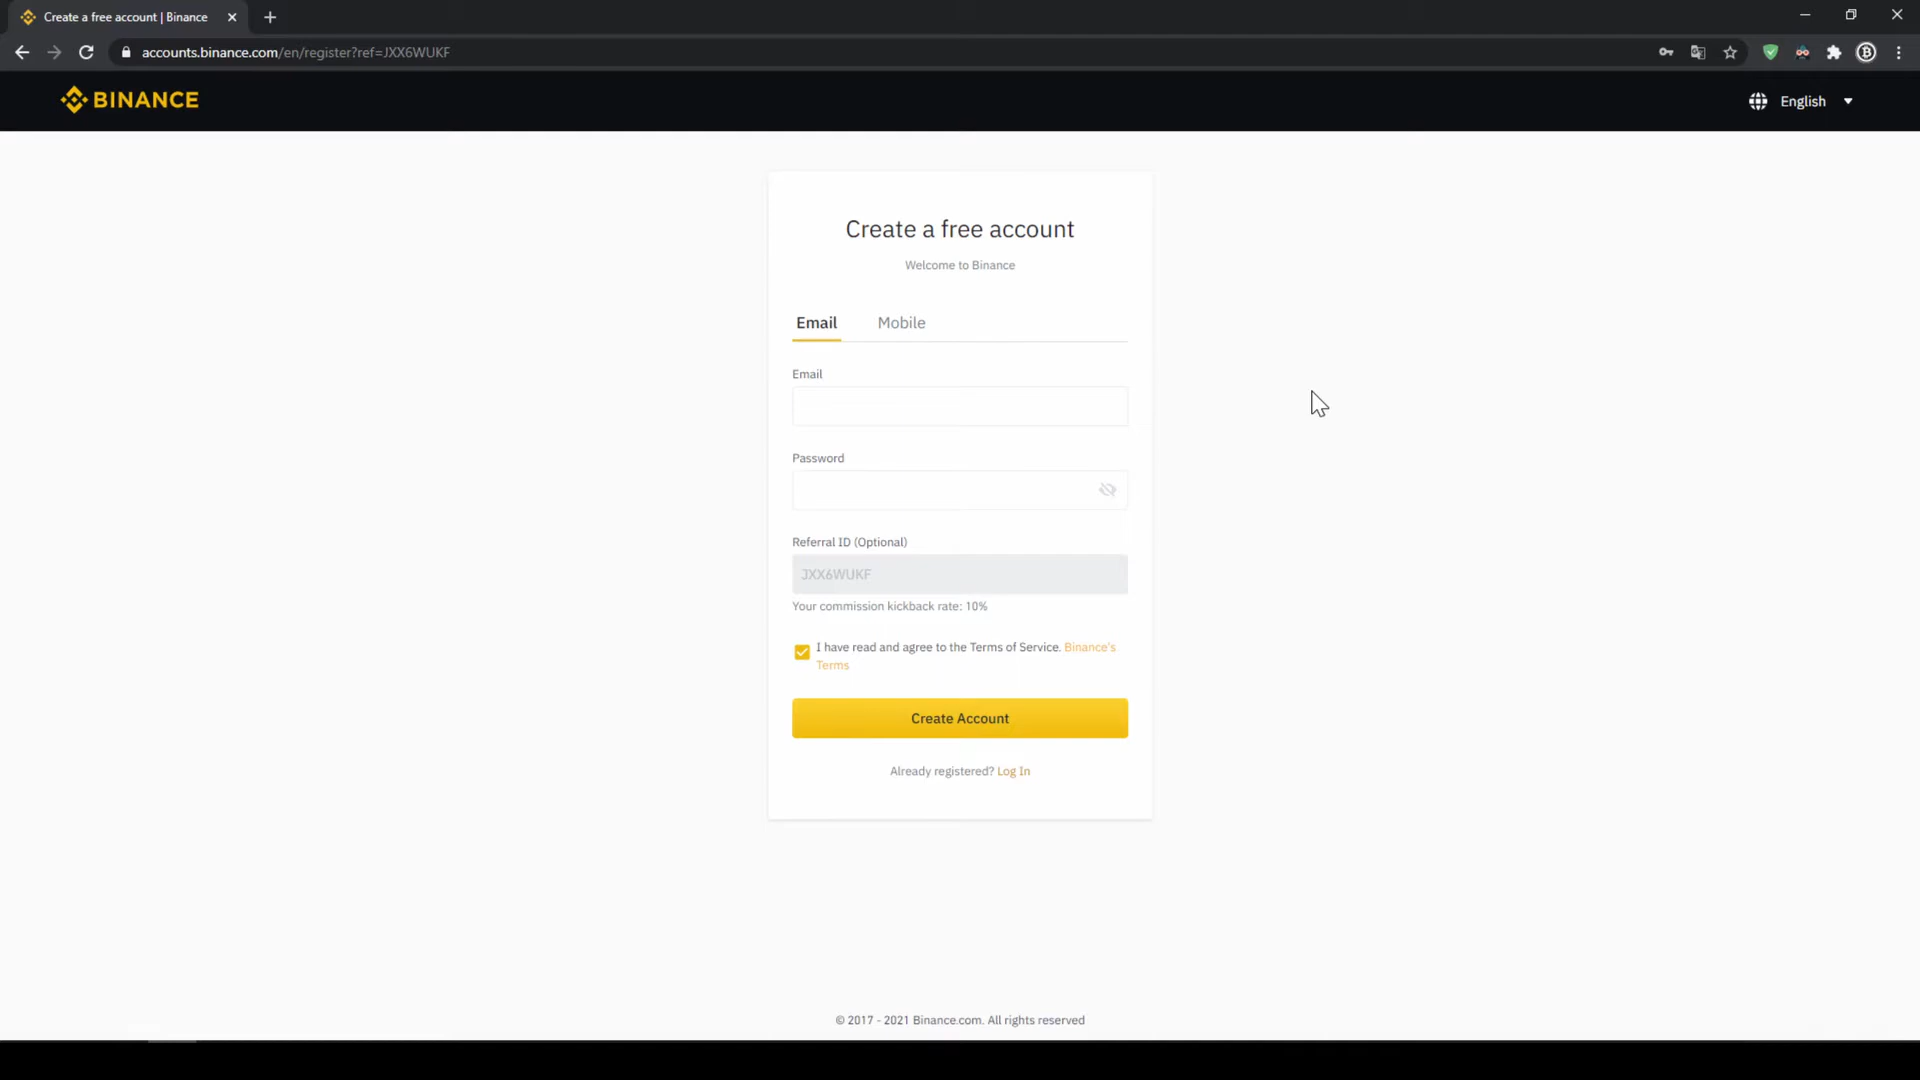 Create a free account | Binance
accounts.binance.com/en/register?ref=JXX6WUKF
BINANCE
English
Create a free account
Welcome to Binance
Email Mobile
Email
Password
Referral ID (Optional)
JXX6WUKF
Your commission kickback rate: 10%
I have read and agree to the Terms of Service. Binance's
Terms
Create Account
Already registered? Log In
© 2017 - 2021 Binance.com. All rights reserved